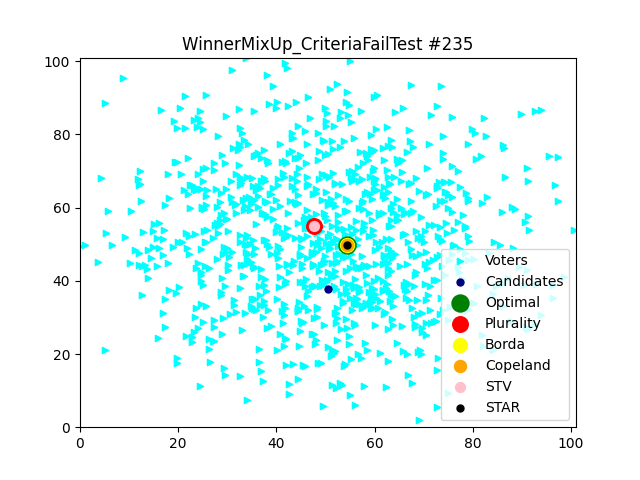 WinnerMixUp_CriteriaFailTest #235
100
80
60
40
20
0
0 20 40 60 80 100
Voters
Candidates
Optimal
Plurality
Borda
Copeland
STV
STAR